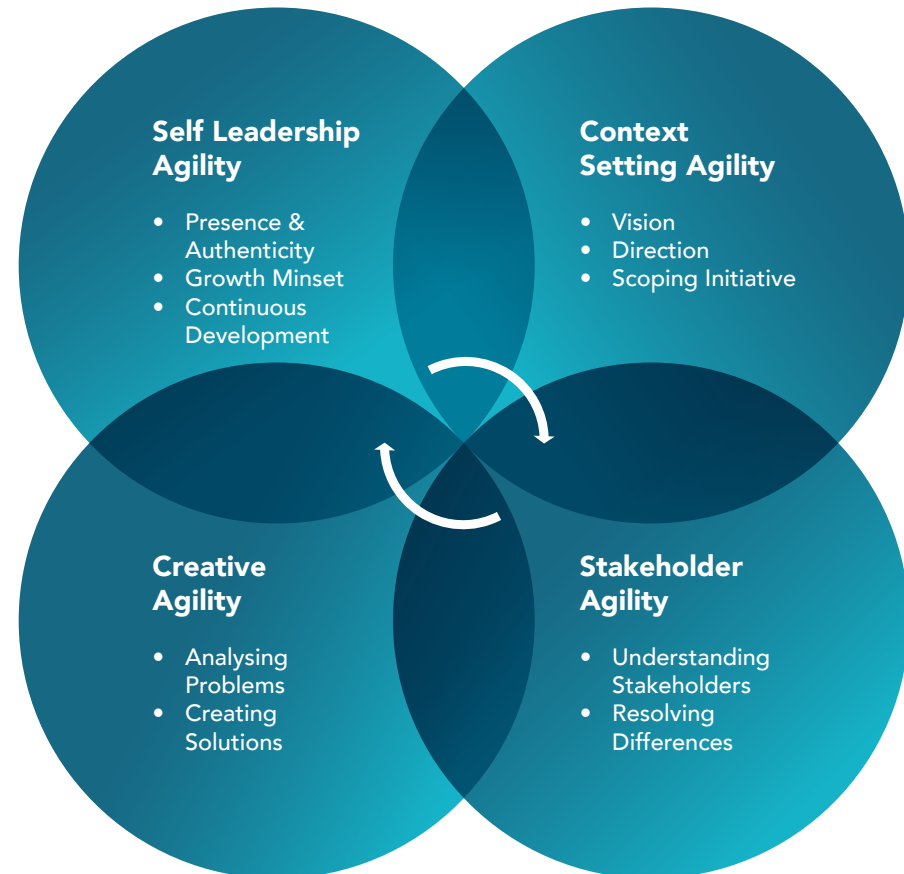 Self Leadership
Agility
• Presence &
Authenticity
• Growth Minset
• Continuous
Development
Context
Setting Agility
• Vision
• Direction
• Scoping Initiative
Creative
Agility
• Analysing
Problems
• Creating
Solutions
Stakeholder
Agility
• Understanding
Stakeholders
• Resolving
Differences